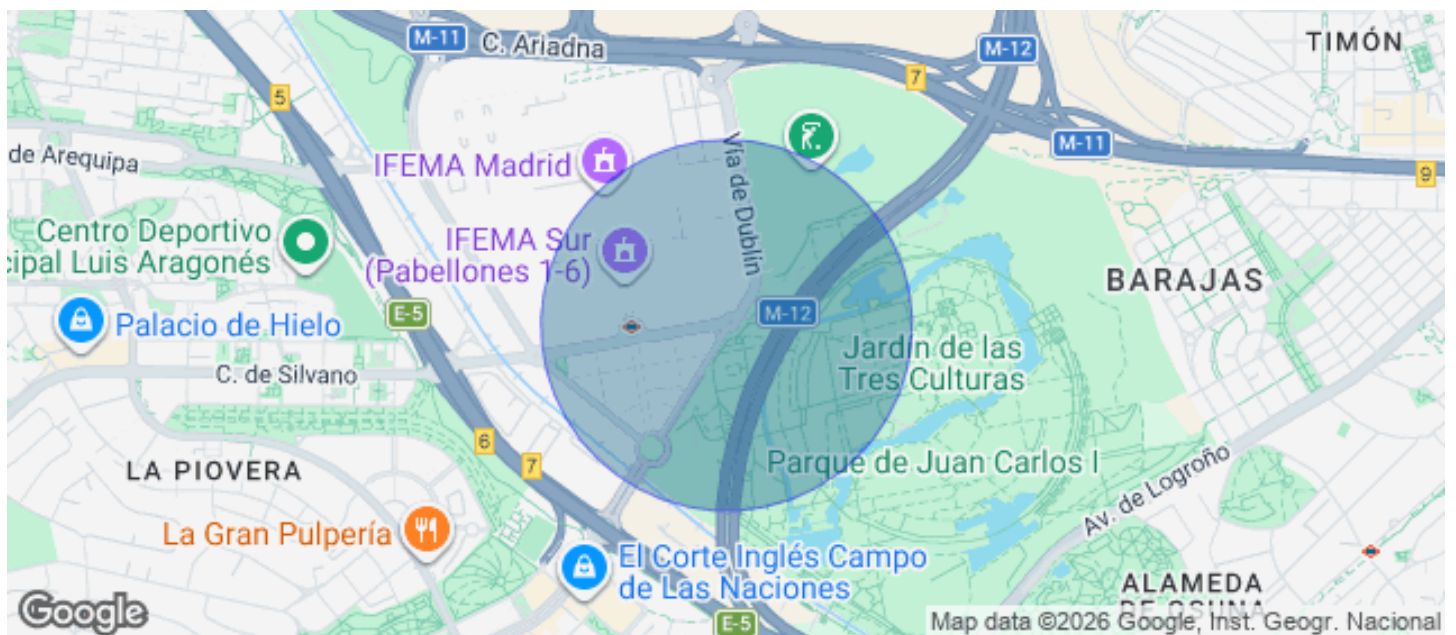 M-11
C. Ariadna
M-12
TIMÓN
5
7
de Arequipa
IFEMA Madrid
Vía de Dublín
M-11
9
Centro Deportivo
cipal Luis Aragonés
IFEMA Sur
(Pabellones 1-6)
BARAJAS
Palacio de Hielo
E-5
M-12
Jardín de las
Tres Culturas
C. de Silvano
6
7
LA PIOVERA
Parque de Juan Carlos I
Av. de Logroño
La Gran Pulpería
El Corte Inglés Campo
de Las Naciones
ALAMEDA
DE OSUNA
Google
E-5
Map data ©2026 Google, Inst. Geogr. Nacional